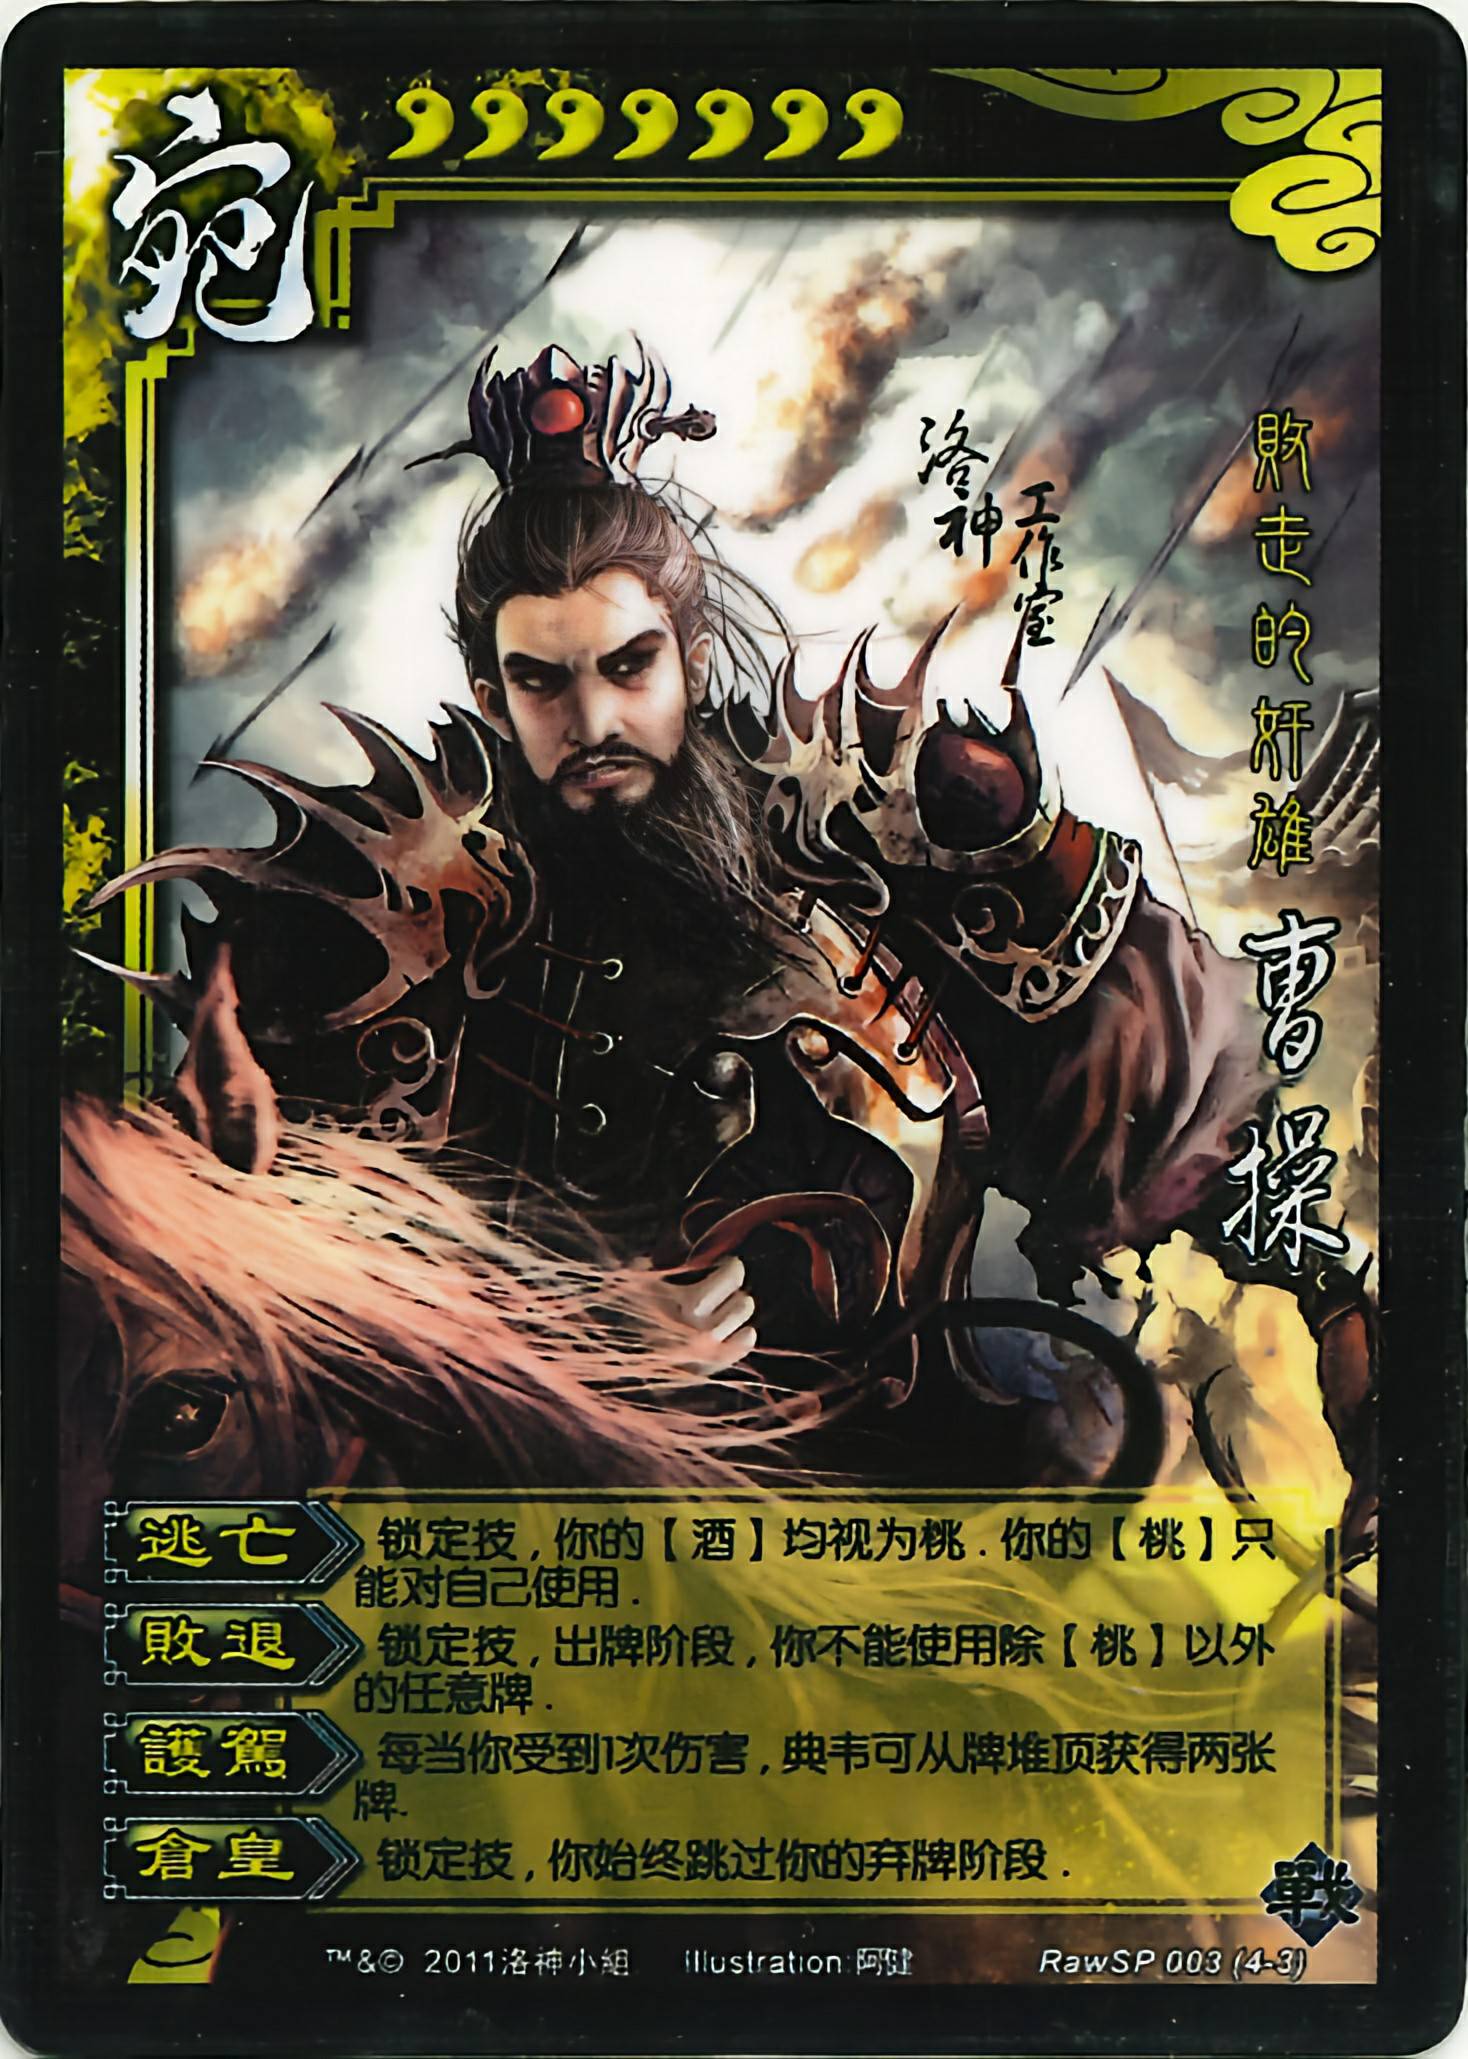 宛
洛神
工作室
敗走的奸雄
曹操
逃亡
锁定技，你的【酒】均视为桃．你的【桃】只
能对自己使用．
敗退
锁定技，出牌阶段，你不能使用除【桃】以外
的任意牌．
護駕
每当你受到1次伤害，典韦可从牌堆顶获得两张
牌．
倉皇
锁定技，你始终跳过你的弃牌阶段．
戰
™&© 2011洛神小組 illustration:阿健 RawSP 003 (4-3)